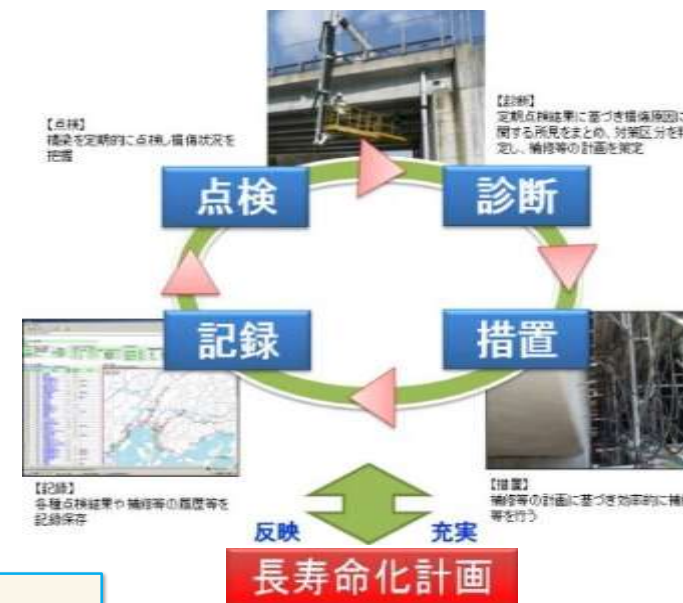 【点検】
橋梁を定期的に点検し損傷状況を
把握
【診断】
定期点検結果に基づき損傷原因に
関する所見をまとめ、対策区分を判
定し、補修等の計画を策定
点検
診断
記録
措置
【記録】
各種点検結果や補修等の履歴等を
記録保存
【措置】
補修等の計画に基づき効率的に補修
等を行う
反映
充実
長寿命化計画